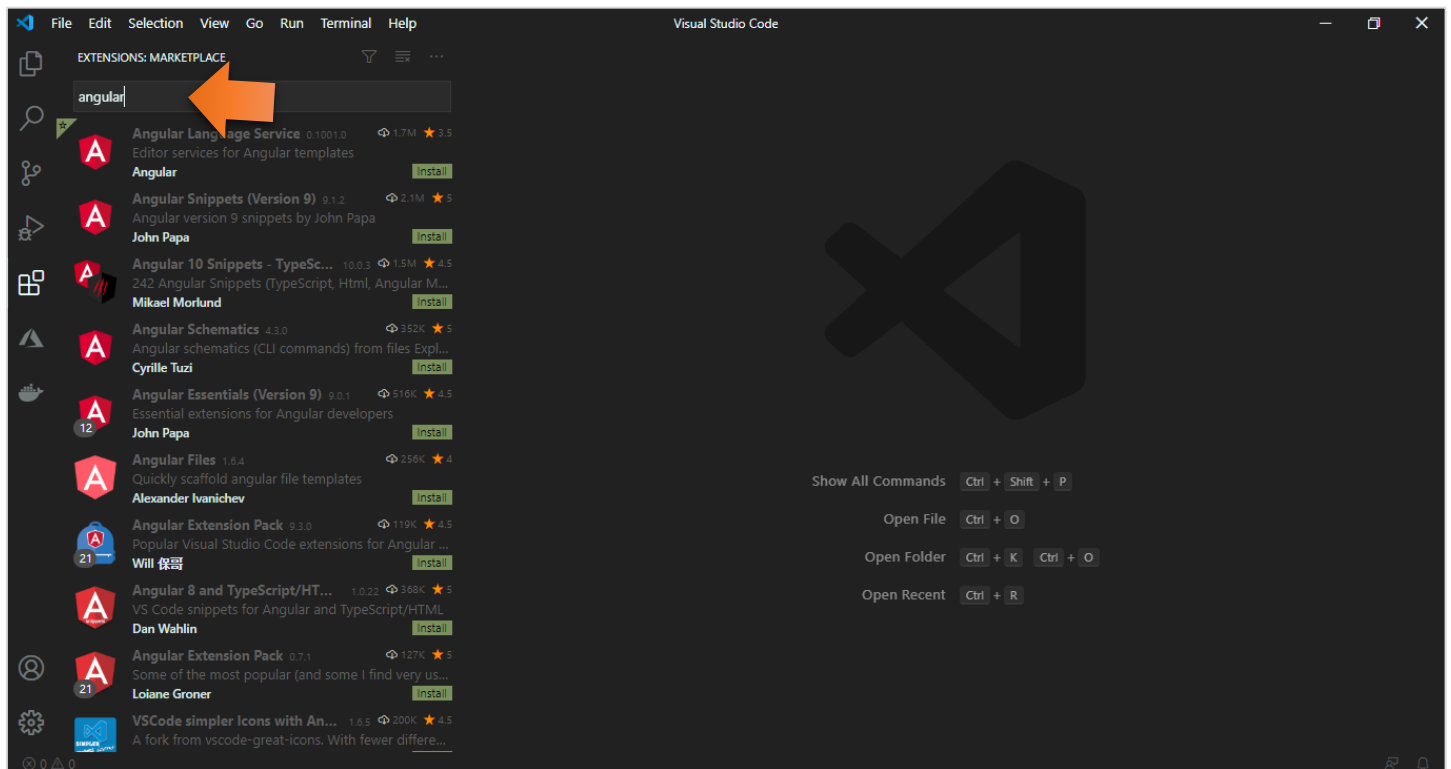 File Edit Selection View Go Run Terminal Help
Visual Studio Code
EXTENSIONS: MARKETPLACE
angular
Angular Language Service 0.1001.0 1.7M 3.5
Editor services for Angular templates
Angular Install
Angular Snippets (Version 9) 9.1.2 2.1M 5
Angular version 9 snippets by John Papa
John Papa Install
Angular 10 Snippets - TypeSc... 10.0.3 1.5M 4.5
242 Angular Snippets (TypeScript, Html, Angular M...
Mikael Morlund Install
Angular Schematics 4.3.0 352K 5
Angular schematics (CLI commands) from files Expl...
Cyrille Tuzi Install
Angular Essentials (Version 9) 9.0.1 516K 4.5
Essential extensions for Angular developers
12 John Papa Install
Angular Files 1.6.4 256K 4
Quickly scaffold angular file templates
Alexander Ivanichev Install
Angular Extension Pack 9.3.0 119K 4.5
Popular Visual Studio Code extensions for Angular ...
21 Will 保哥 Install
Angular 8 and TypeScript/HT... 1.0.22 368K 5
VS Code snippets for Angular and TypeScript/HTML
Dan Wahlin Install
Angular Extension Pack 0.7.1 127K 5
Some of the most popular (and some I find very us...
21 Loiane Groner Install
VSCode simpler Icons with An... 1.6.5 200K 4.5
A fork from vscode-great-icons. With fewer differe...
Show All Commands Ctrl + Shift + P
Open File Ctrl + O
Open Folder Ctrl + K Ctrl + O
Open Recent Ctrl + R
0 0